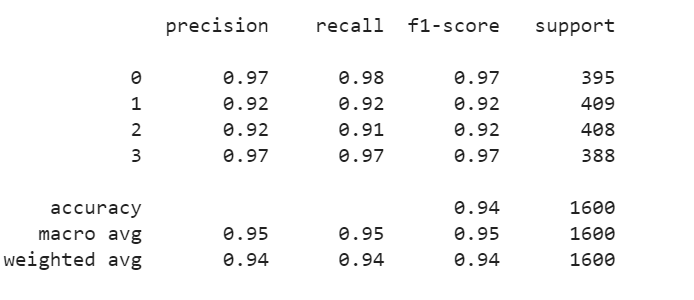 precision recall f1-score support
0 0.97 0.98 0.97 395
1 0.92 0.92 0.92 409
2 0.92 0.91 0.92 408
3 0.97 0.97 0.97 388
accuracy 0.94 1600
macro avg 0.95 0.95 0.95 1600
weighted avg 0.94 0.94 0.94 1600